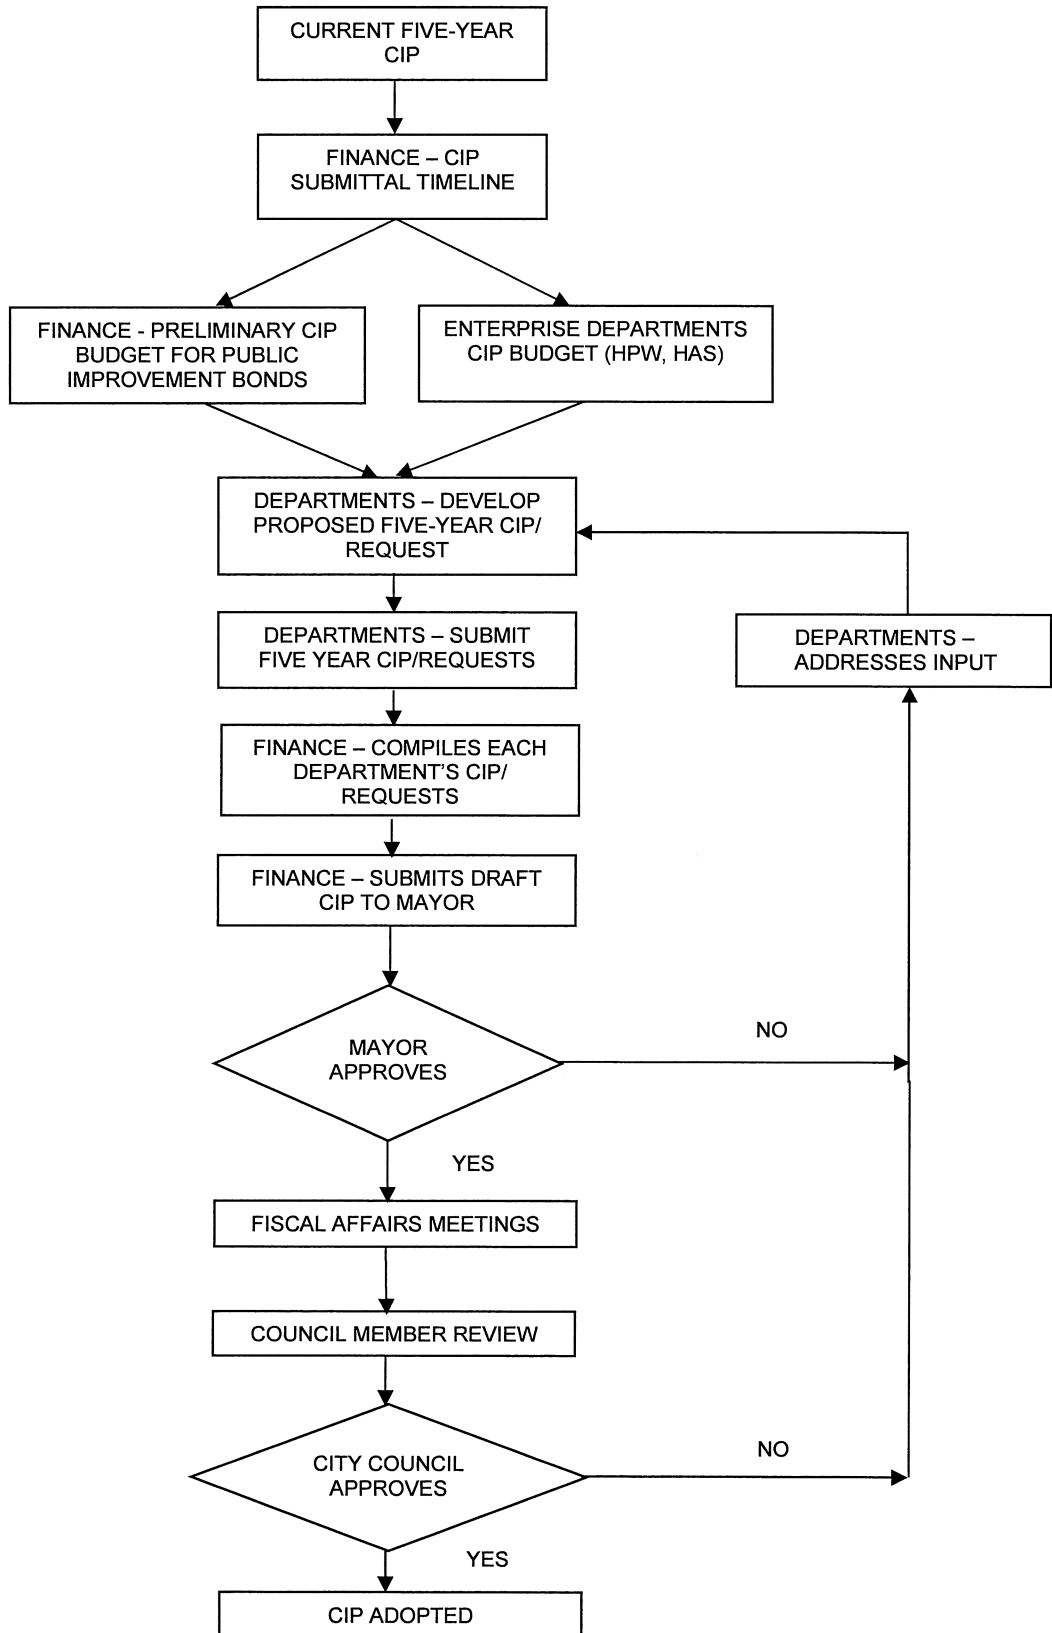 CURRENT FIVE-YEAR
CIP
FINANCE – CIP
SUBMITTAL TIMELINE
FINANCE - PRELIMINARY CIP
BUDGET FOR PUBLIC
IMPROVEMENT BONDS
ENTERPRISE DEPARTMENTS
CIP BUDGET (HPW, HAS)
DEPARTMENTS – DEVELOP
PROPOSED FIVE-YEAR CIP/
REQUEST
DEPARTMENTS – SUBMIT
FIVE YEAR CIP/REQUESTS
DEPARTMENTS –
ADDRESSES INPUT
FINANCE – COMPILES EACH
DEPARTMENT'S CIP/
REQUESTS
FINANCE – SUBMITS DRAFT
CIP TO MAYOR
MAYOR
APPROVES
NO
YES
FISCAL AFFAIRS MEETINGS
COUNCIL MEMBER REVIEW
CITY COUNCIL
APPROVES
NO
YES
CIP ADOPTED